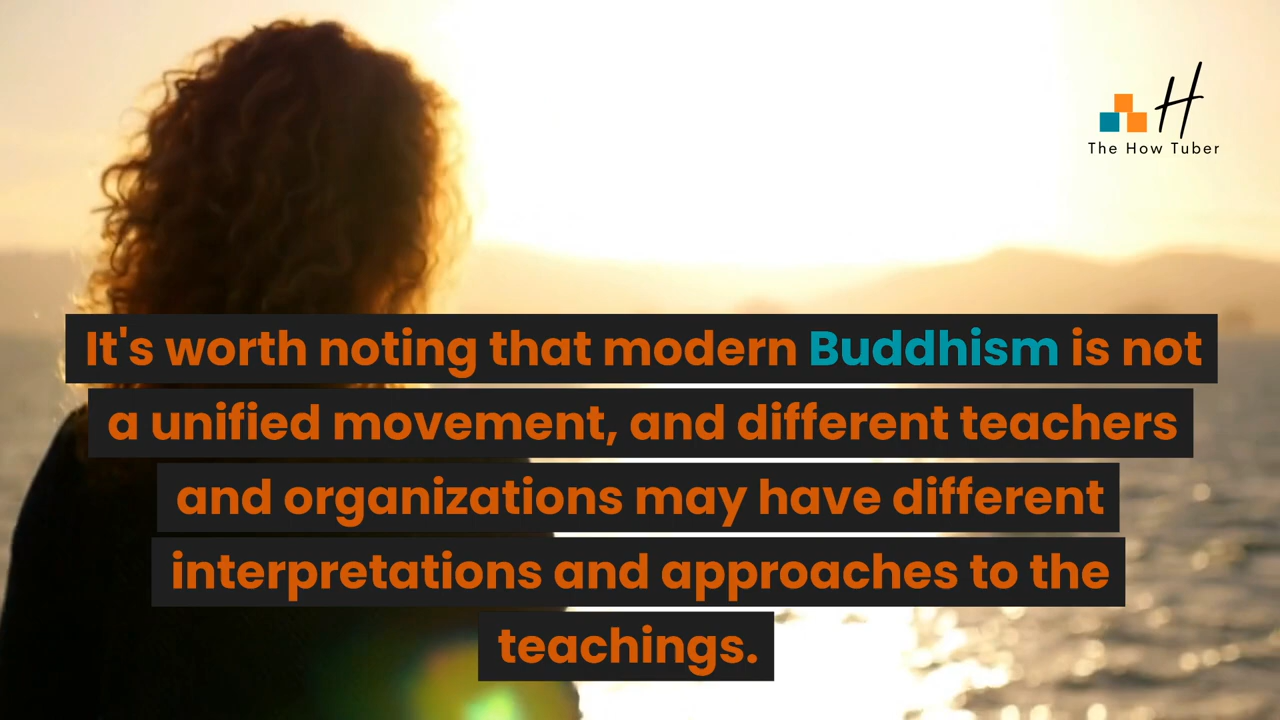 H
The How Tuber
It's worth noting that modern Buddhism is not
a unified movement, and different teachers
and organizations may have different
interpretations and approaches to the
teachings.